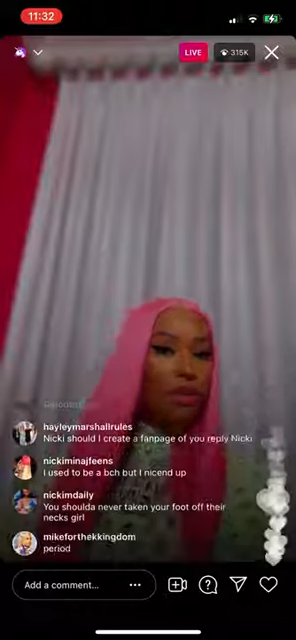 11:32
LIVE
315K
hayleymarshallrules
Nicki should I create a fanpage of you reply Nicki
nickiminajfeens
I used to be a bch but I nicend up
nickimdaily
You shoulda never taken your foot off their
necks girl
mikeforthekkingdom
period
Add a comment...